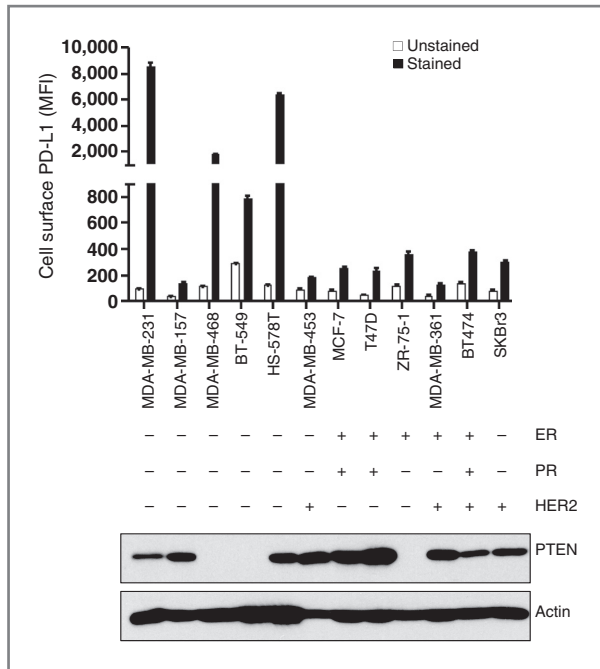 10,000
8,000
6,000
4,000
2,000
800
600
400
200
0
Cell surface PD-L1 (MFI)
Unstained
Stained
MDA-MB-231
MDA-MB-157
MDA-MB-468
BT-549
HS-578T
MDA-MB-453
MCF-7
T47D
ZR-75-1
MDA-MB-361
BT474
SKBr3
– – – – – – + + + + + – ER
– – – – – – + + – – + – PR
– – – – – + – – – + + + HER2
PTEN
Actin